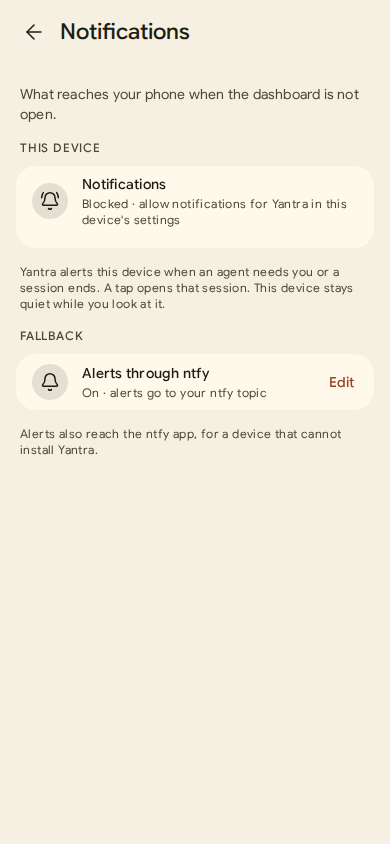 Notifications
What reaches your phone when the dashboard is not
open.
THIS DEVICE
Notifications
Blocked · allow notifications for Yantra in this
device's settings
Yantra alerts this device when an agent needs you or a
session ends. A tap opens that session. This device stays
quiet while you look at it.
FALLBACK
Alerts through ntfy
On · alerts go to your ntfy topic
Edit
Alerts also reach the ntfy app, for a device that cannot
install Yantra.